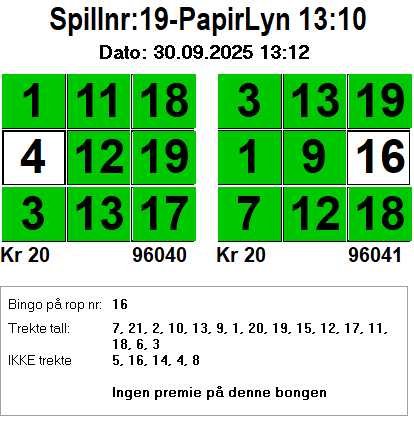 Spillnr:19-PapirLyn 13:10
Dato: 30.09.2025 13:12
1 11 18 3 13 19
4 12 19 1 9 16
3 13 17 7 12 18
Kr 20 96040 Kr 20 96041
Bingo på rop nr: 16
Trekte tall: 7, 21, 2, 10, 13, 9, 1, 20, 19, 15, 12, 17, 11,
18, 6, 3
IKKE trekte 5, 16, 14, 4, 8
Ingen premie på denne bongen